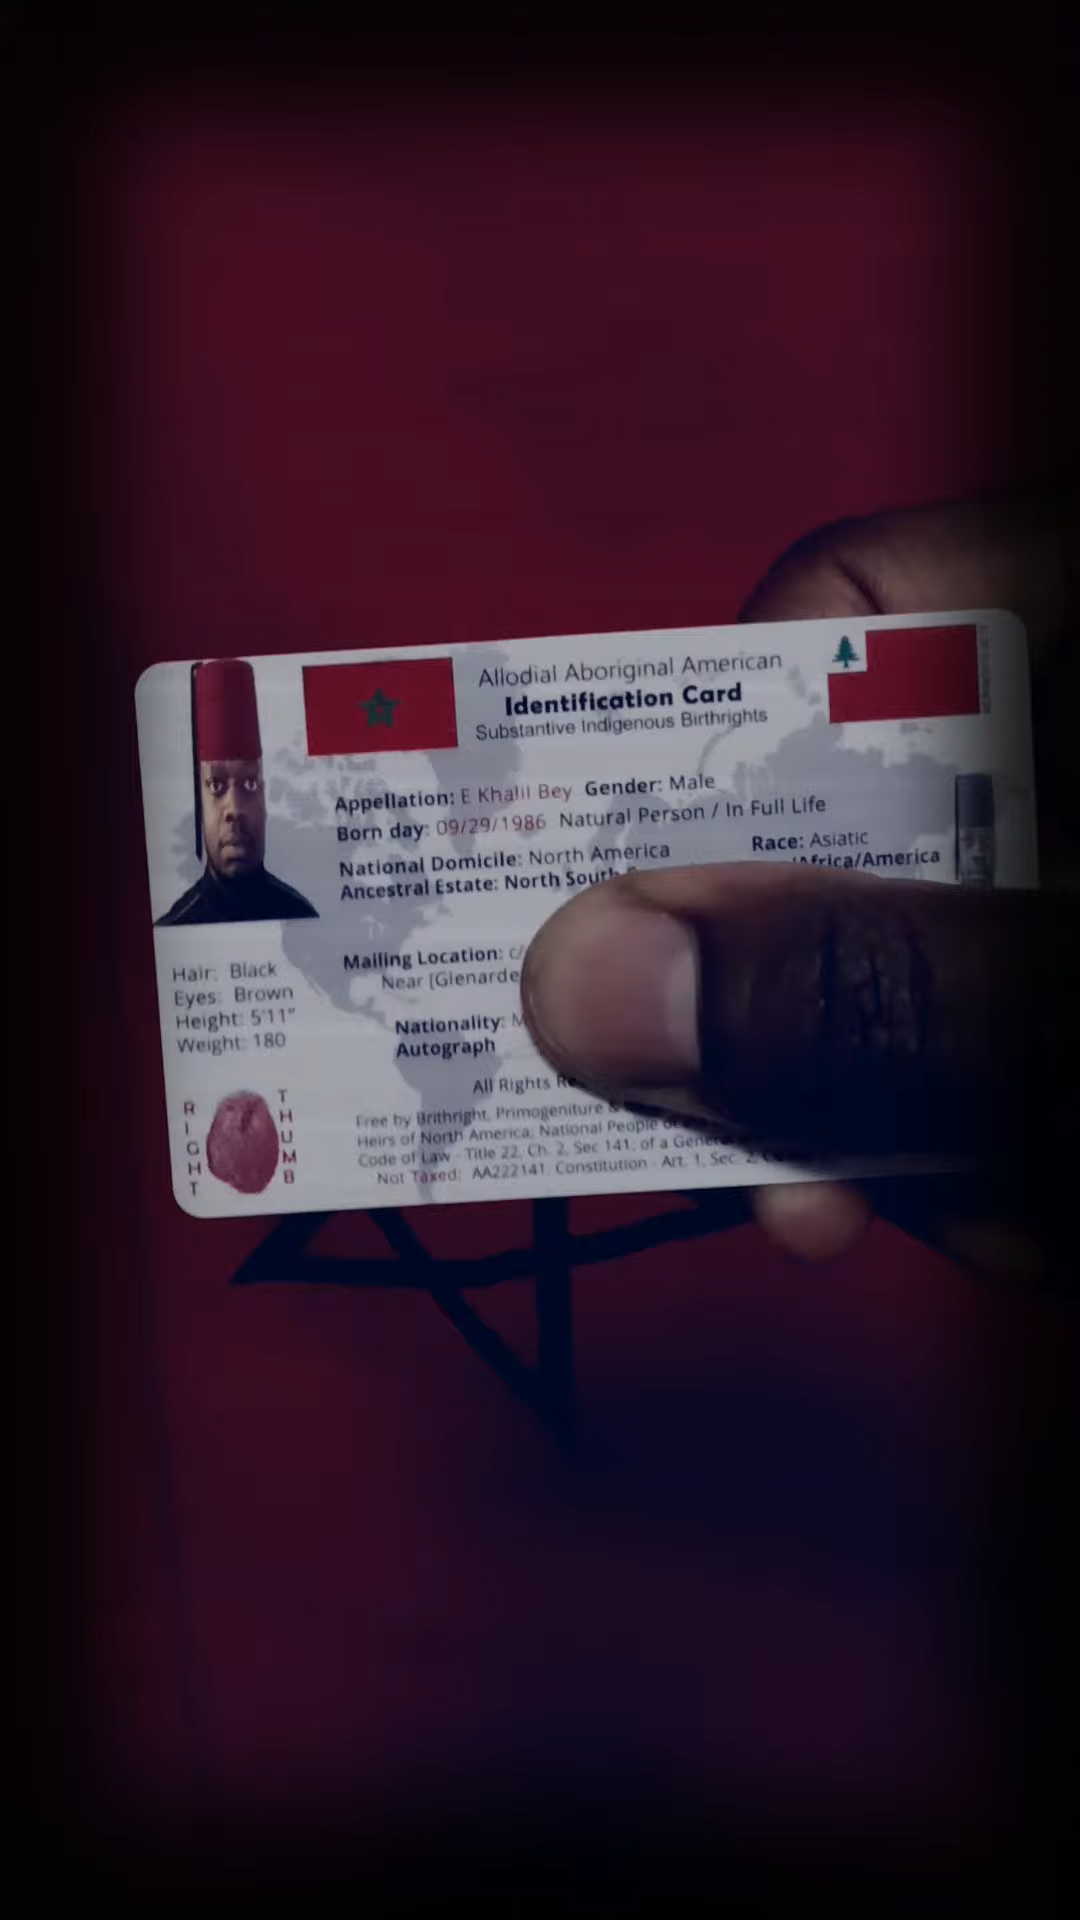 Allodial Aboriginal American
Identification Card
Substantive Indigenous Birthrights
Appellation: E Khalil Bey Gender: Male
Born day: 09/29/1986 Natural Person / In Full Life
National Domicile: North America
Race: Asiatic
Ancestral Estate: North South
Africa/America
Mailing Location:
Near [Glenarde
Hair: Black
Eyes: Brown
Height: 5'11"
Weight: 180
Nationality: M
Autograph
All Rights
RIGHT
THUMB
Free by Brithright, Primogeniture &
Heirs of North America; National People
Code of Law - Title 22, Ch. 2, Sec 141; of a
Not Taxed; AA222141; Constitution - Art. 1, Sec. 2,